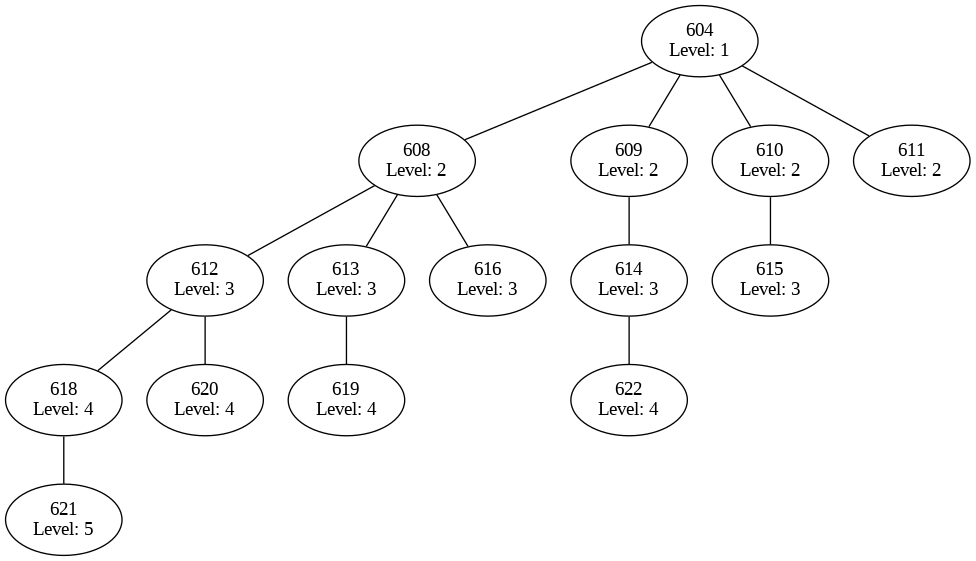 604
Level: 1
608
Level: 2
609
Level: 2
610
Level: 2
611
Level: 2
612
Level: 3
613
Level: 3
616
Level: 3
614
Level: 3
615
Level: 3
618
Level: 4
620
Level: 4
619
Level: 4
622
Level: 4
621
Level: 5